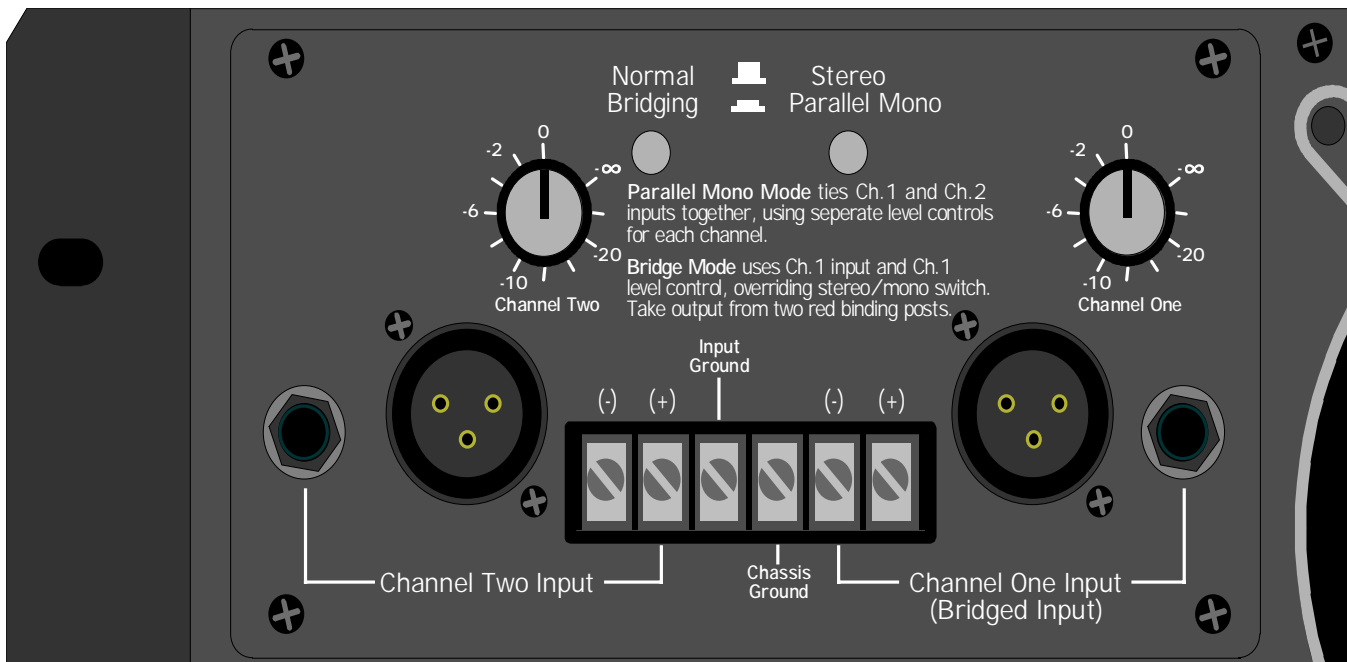 Normal
Bridging
Stereo
Parallel Mono
0
-2
-∞
-6
-20
-10
Channel Two
Parallel Mono Mode ties Ch.1 and Ch.2
inputs together, using seperate level controls
for each channel.
Bridge Mode uses Ch.1 input and Ch.1
level control, overriding stereo/mono switch.
Take output from two red binding posts.
0
-2
-∞
-6
-20
-10
Channel One
Input
Ground
(-)
(+)
(-)
(+)
Channel Two Input
Chassis
Ground
Channel One Input
(Bridged Input)